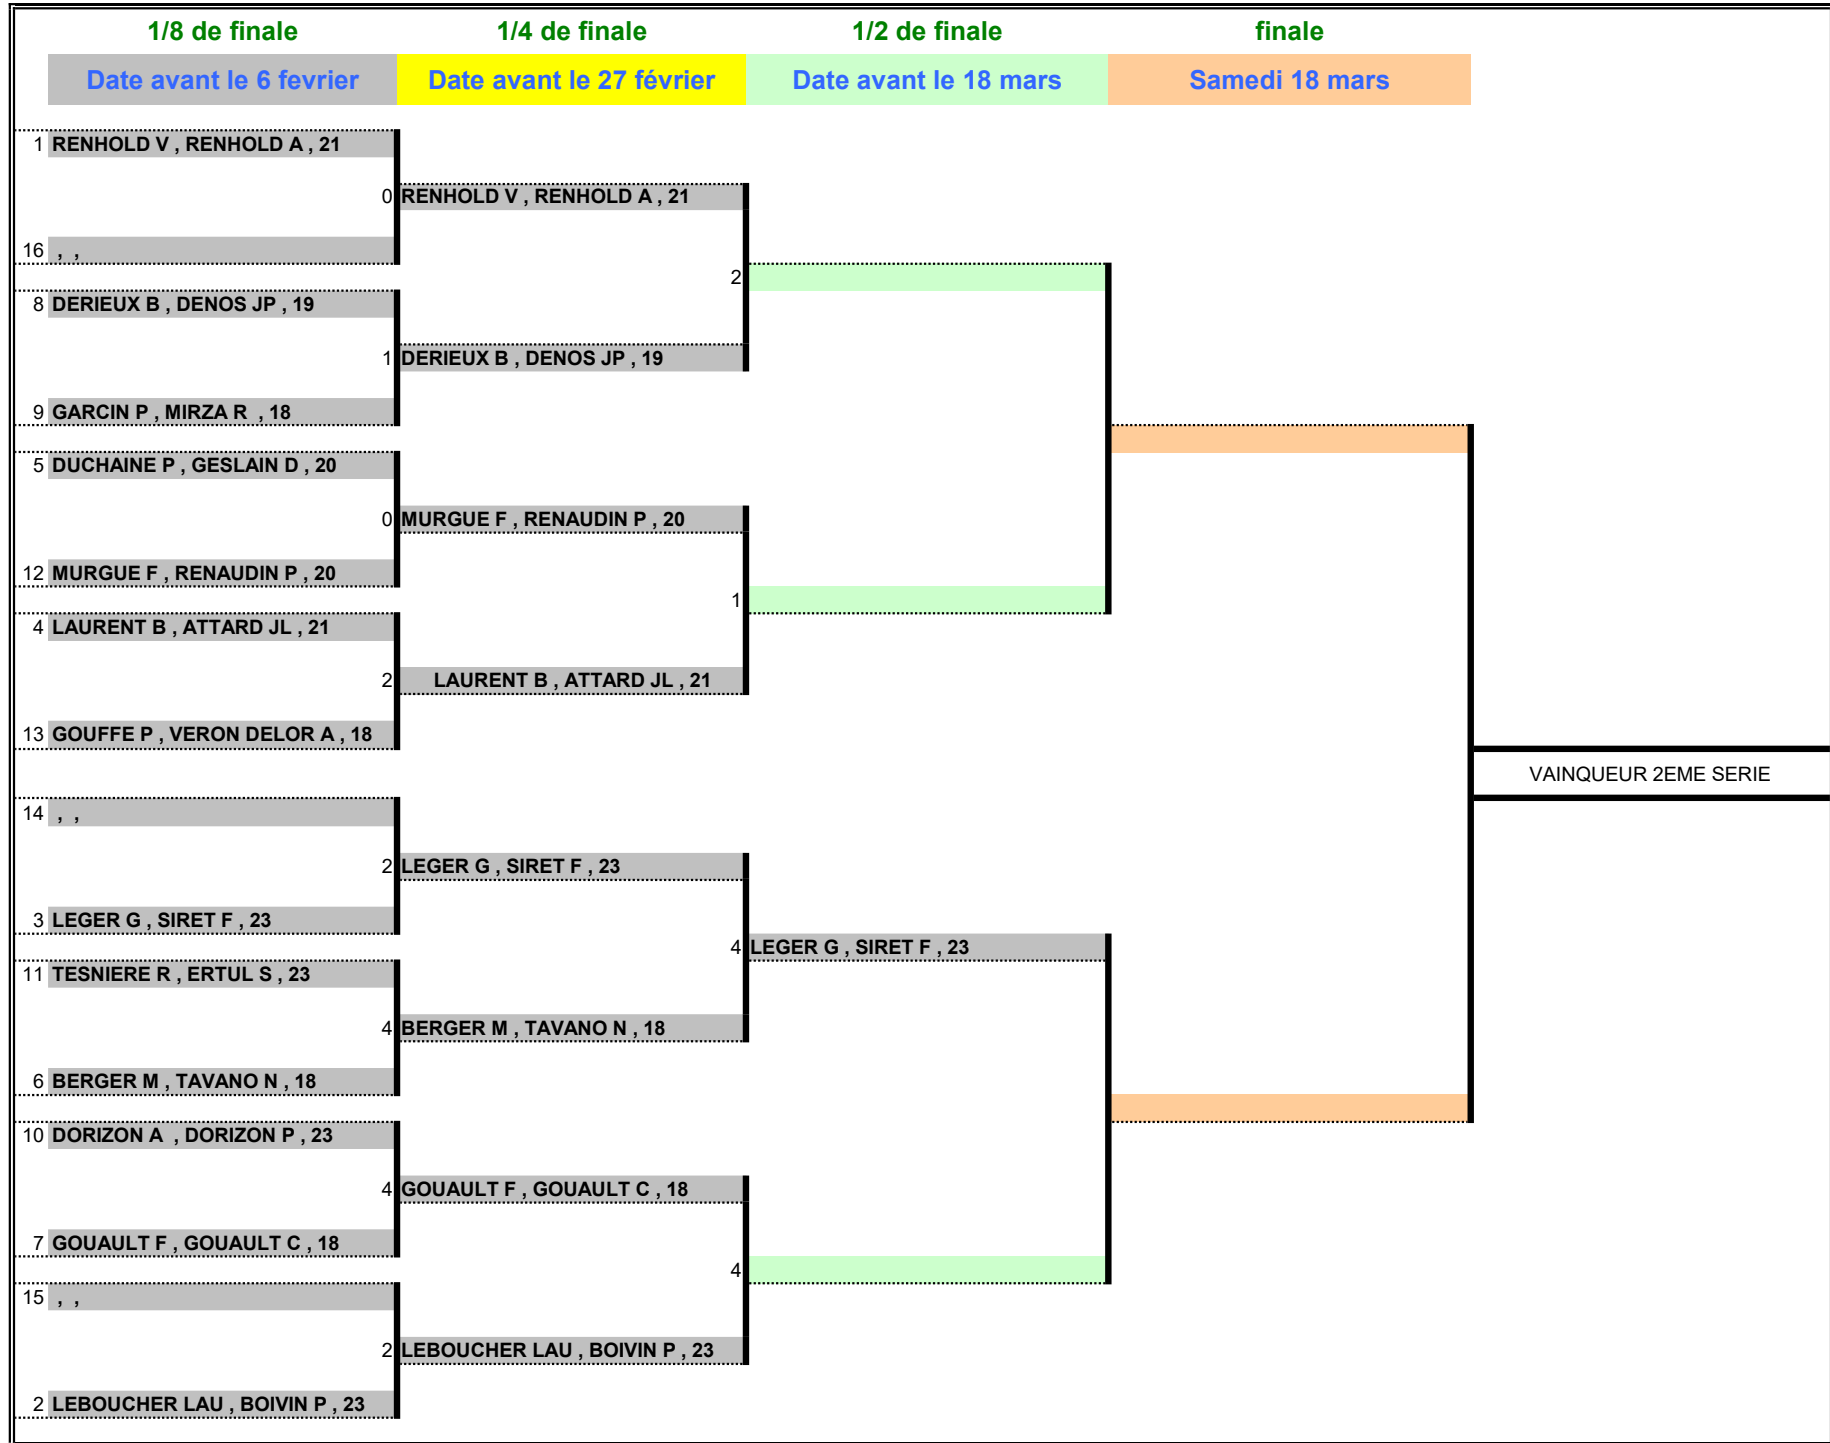 1/8 de finale 1/4 de finale 1/2 de finale finale
Date avant le 6 fevrier Date avant le 27 février Date avant le 18 mars Samedi 18 mars
1 RENHOLD V , RENHOLD A , 21
0 RENHOLD V , RENHOLD A , 21
16 , ,
2
8 DERIEUX B , DENOS JP , 19
1 DERIEUX B , DENOS JP , 19
9 GARCIN P , MIRZA R , 18
5 DUCHAINE P , GESLAIN D , 20
0 MURGUE F , RENAUDIN P , 20
12 MURGUE F , RENAUDIN P , 20
1
4 LAURENT B , ATTARD JL , 21
2 LAURENT B , ATTARD JL , 21
13 GOUFFE P , VERON DELOR A , 18
VAINQUEUR 2EME SERIE
14 , ,
2 LEGER G , SIRET F , 23
3 LEGER G , SIRET F , 23
4 LEGER G , SIRET F , 23
11 TESNIERE R , ERTUL S , 23
4 BERGER M , TAVANO N , 18
6 BERGER M , TAVANO N , 18
10 DORIZON A , DORIZON P , 23
4 GOUAULT F , GOUAULT C , 18
7 GOUAULT F , GOUAULT C , 18
4
15 , ,
2 LEBOUCHER LAU , BOIVIN P , 23
2 LEBOUCHER LAU , BOIVIN P , 23